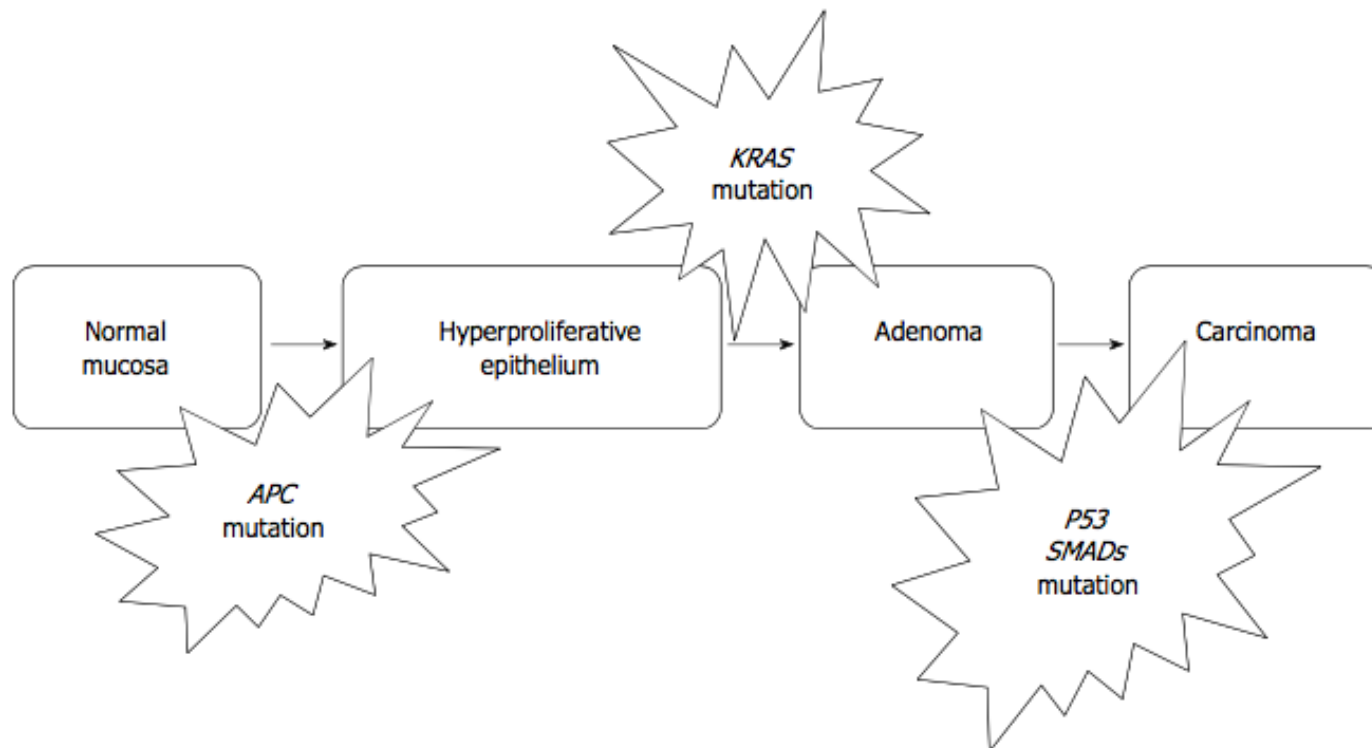 KRAS
mutation
Normal
mucosa
Hyperproliferative
epithelium
Adenoma
Carcinoma
APC
mutation
P53
SMADs
mutation